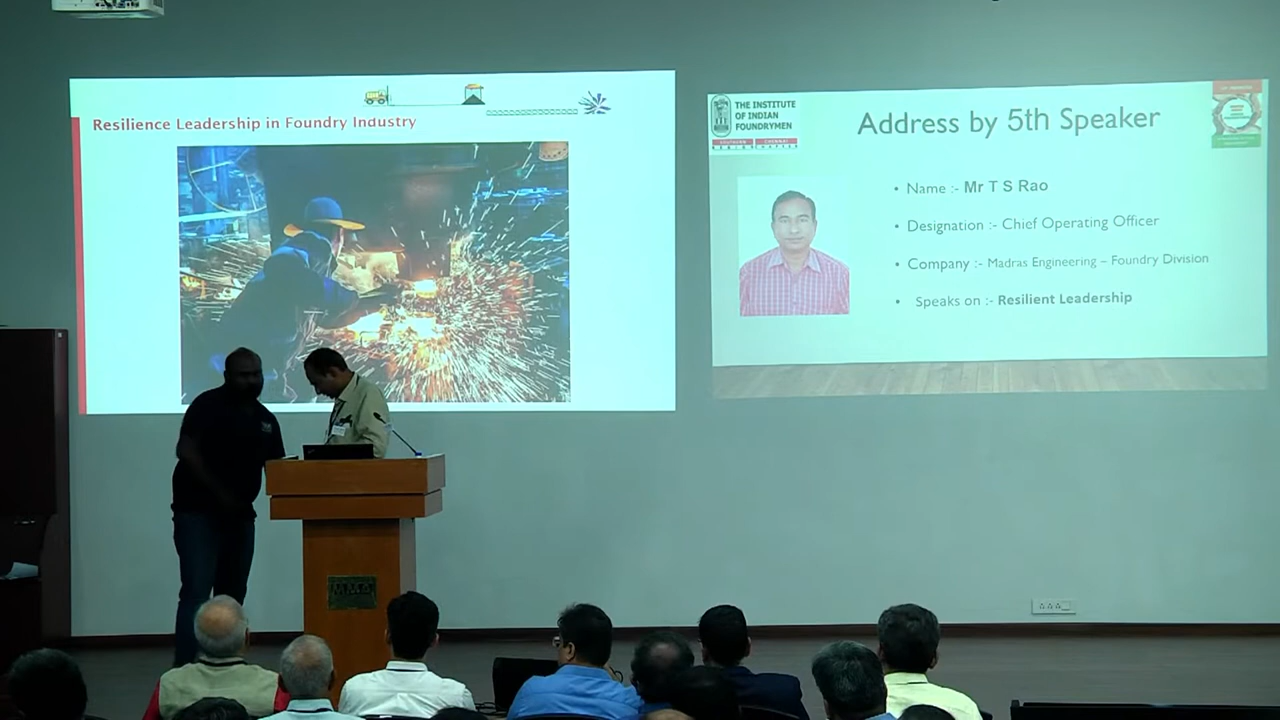 Resilience Leadership in Foundry Industry
THE INSTITUTE
OF INDIAN
FOUNDRYMEN
Address by 5th Speaker
• Name :- Mr T S Rao
• Designation :- Chief Operating Officer
• Company :- Madras Engineering – Foundry Division
• Speaks on :- Resilient Leadership
MMA